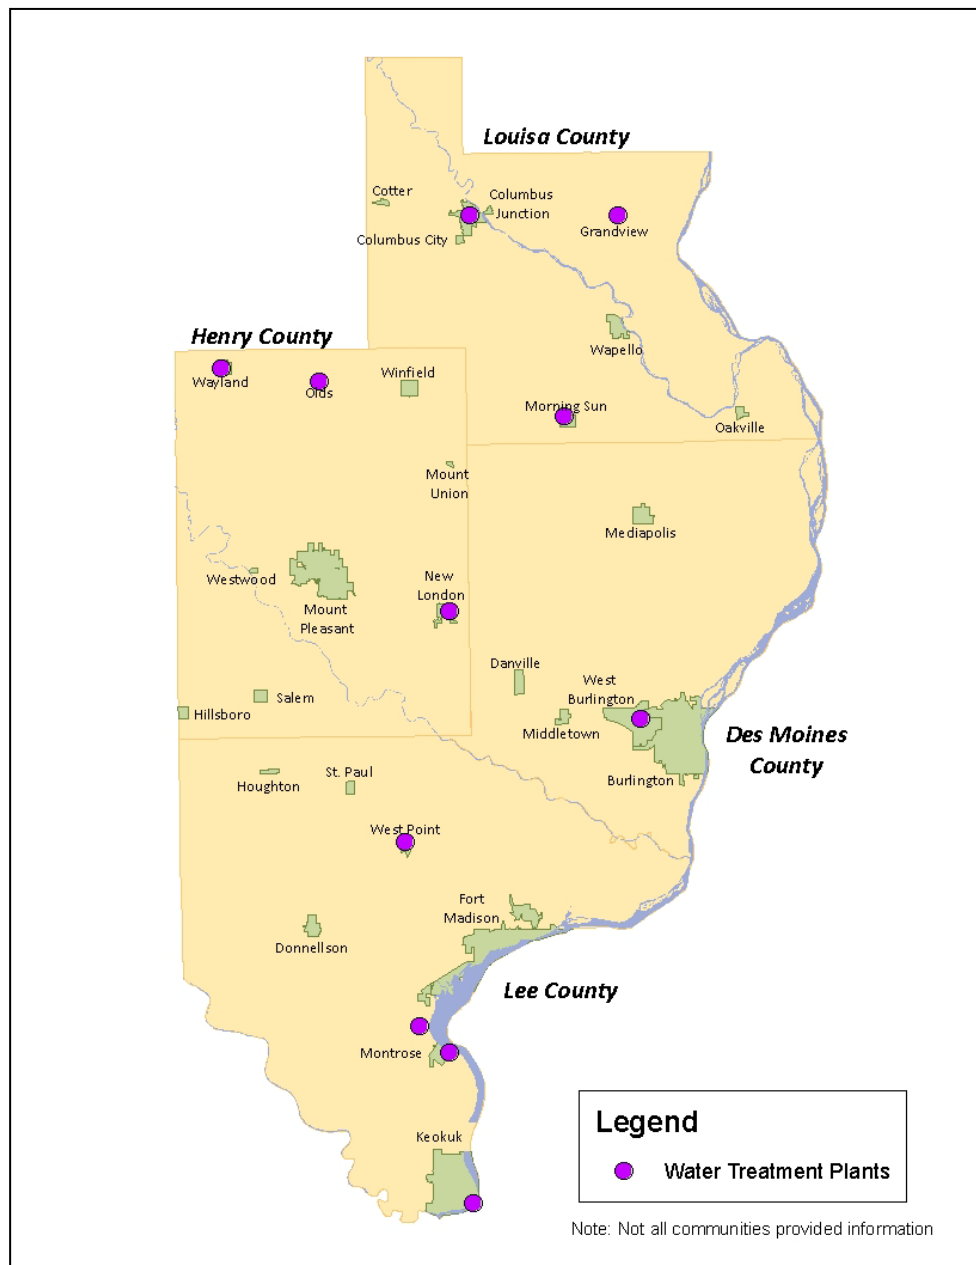 Louisa County
Cotter
Columbus
Junction
Columbus City
Grandview
Wapello
Henry County
Wayland
Olds
Winfield
Morning Sun
Oakville
Mount
Union
Mediapolis
Westwood
Mount
Pleasant
New
London
Danville
West
Burlington
Salem
Hillsboro
Middletown
Des Moines
County
Burlington
Houghton
St. Paul
West Point
Fort
Madison
Donnellson
Lee County
Montrose
Keokuk
Legend
Water Treatment Plants
Note: Not all communities provided information